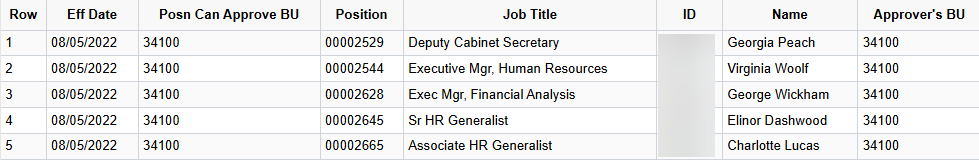 Row Eff Date Posn Can Approve BU Position Job Title ID Name Approver's BU
1 08/05/2022 34100 00002529 Deputy Cabinet Secretary Georgia Peach 34100
2 08/05/2022 34100 00002544 Executive Mgr, Human Resources Virginia Woolf 34100
3 08/05/2022 34100 00002628 Exec Mgr, Financial Analysis George Wickham 34100
4 08/05/2022 34100 00002645 Sr HR Generalist Elinor Dashwood 34100
5 08/05/2022 34100 00002665 Associate HR Generalist Charlotte Lucas 34100